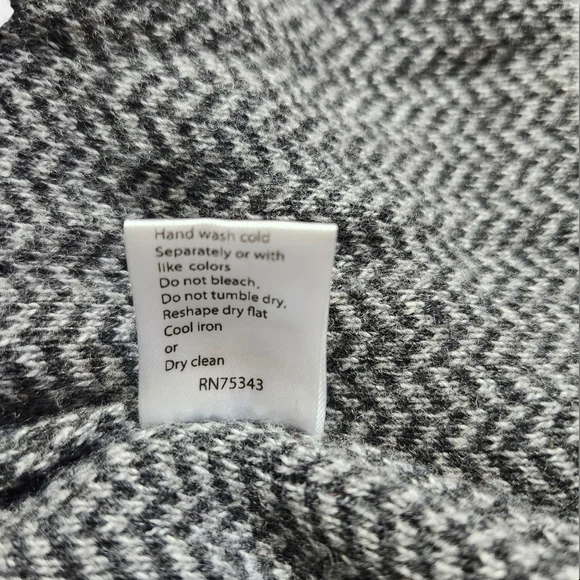 Hand wash cold
Separately or with
like colors
Do not bleach,
Do not tumble dry,
Reshape dry flat
Cool iron
or
Dry clean
RN75343